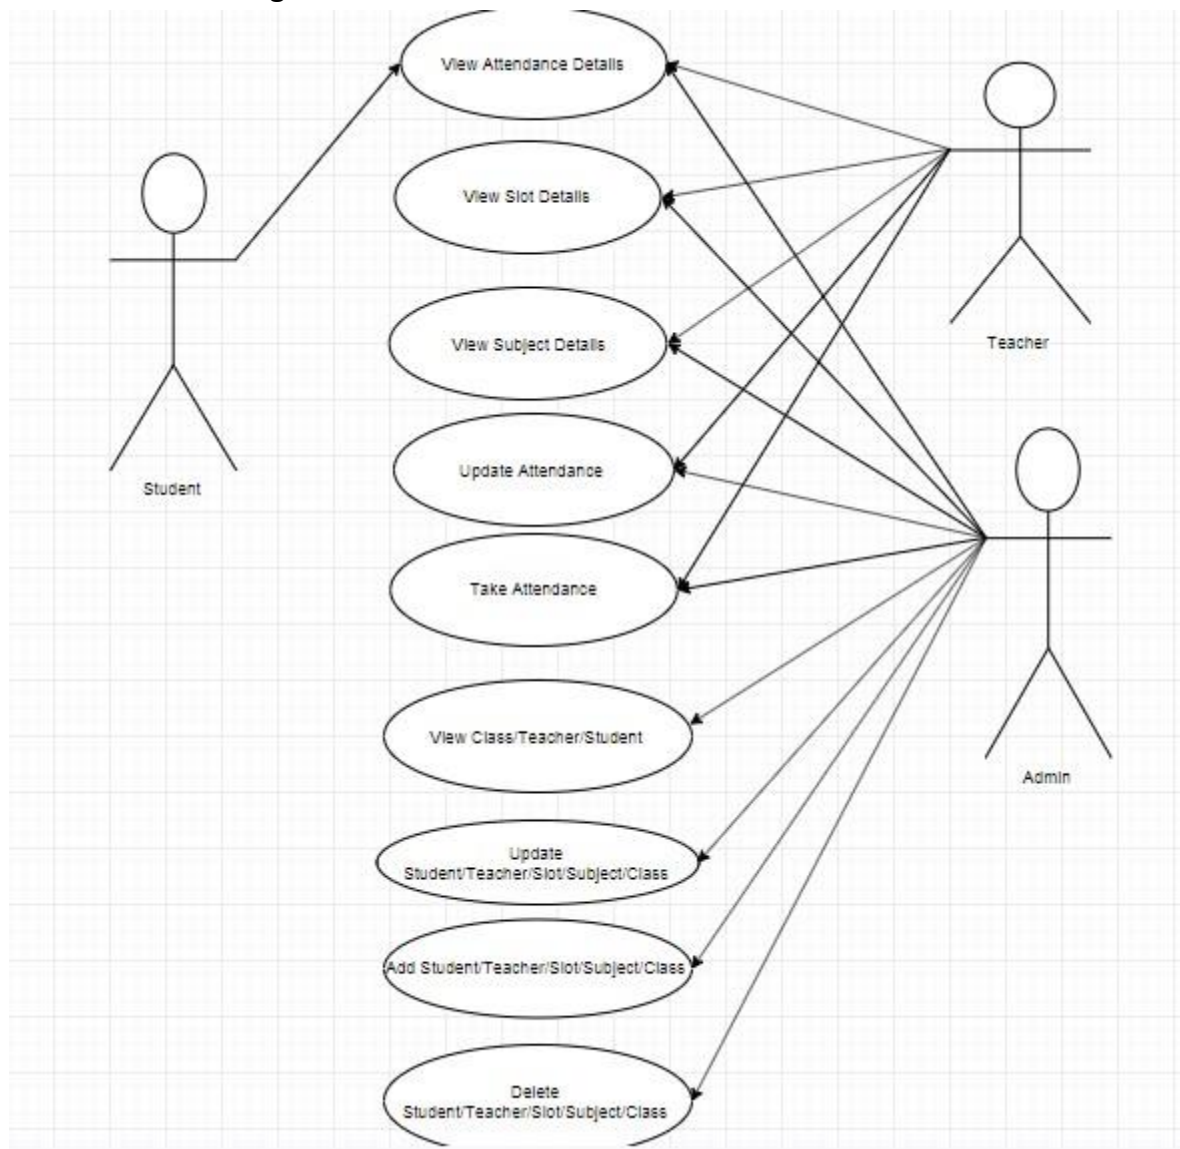 View Attendance Details
View Slot Details
View Subject Details
Teacher
Update Attendance
Student
Take Attendance
View Class/Teacher/Student
Admin
Update
Student/Teacher/Slot/Subject/Class
Add Student/Teacher/Slot/Subject/Class
Delete
Student/Teacher/Slot/Subject/Class